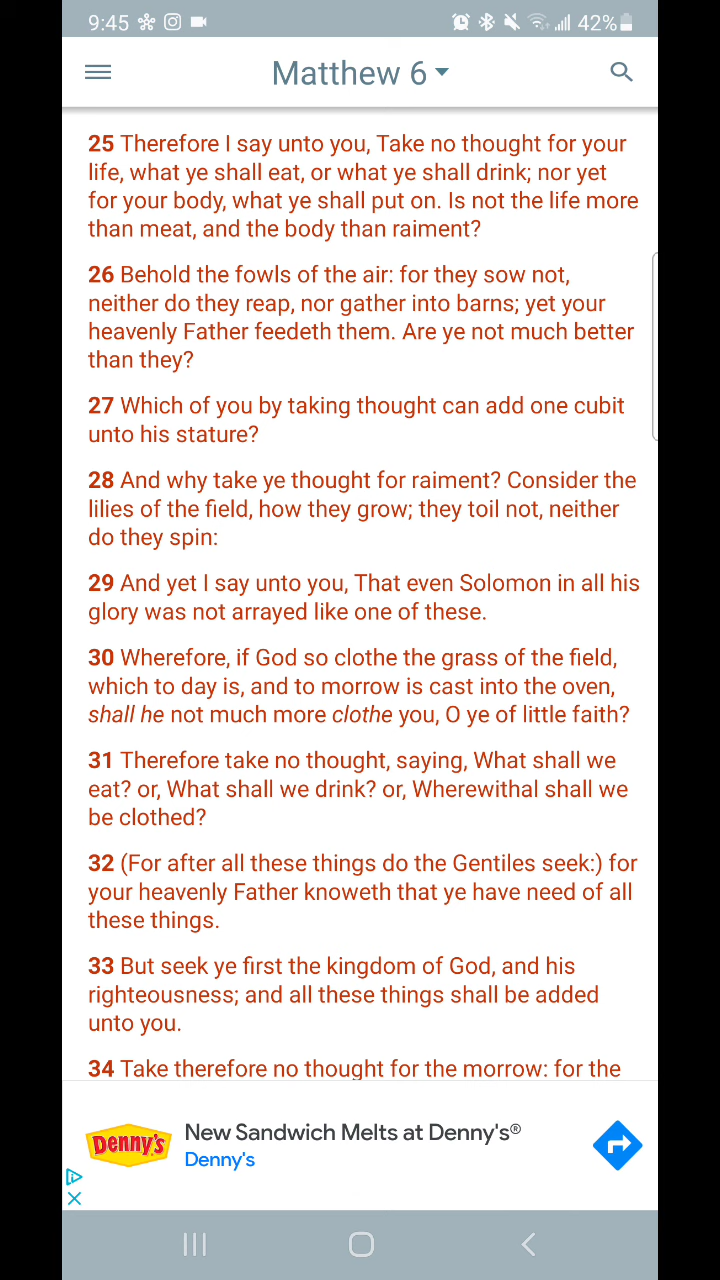 9:45 42%
Matthew 6
25 Therefore I say unto you, Take no thought for your
life, what ye shall eat, or what ye shall drink; nor yet
for your body, what ye shall put on. Is not the life more
than meat, and the body than raiment?
26 Behold the fowls of the air: for they sow not,
neither do they reap, nor gather into barns; yet your
heavenly Father feedeth them. Are ye not much better
than they?
27 Which of you by taking thought can add one cubit
unto his stature?
28 And why take ye thought for raiment? Consider the
lilies of the field, how they grow; they toil not, neither
do they spin:
29 And yet I say unto you, That even Solomon in all his
glory was not arrayed like one of these.
30 Wherefore, if God so clothe the grass of the field,
which to day is, and to morrow is cast into the oven,
shall he not much more clothe you, O ye of little faith?
31 Therefore take no thought, saying, What shall we
eat? or, What shall we drink? or, Wherewithal shall we
be clothed?
32 (For after all these things do the Gentiles seek:) for
your heavenly Father knoweth that ye have need of all
these things.
33 But seek ye first the kingdom of God, and his
righteousness; and all these things shall be added
unto you.
34 Take therefore no thought for the morrow: for the
Denny's
New Sandwich Melts at Denny's®
Denny's